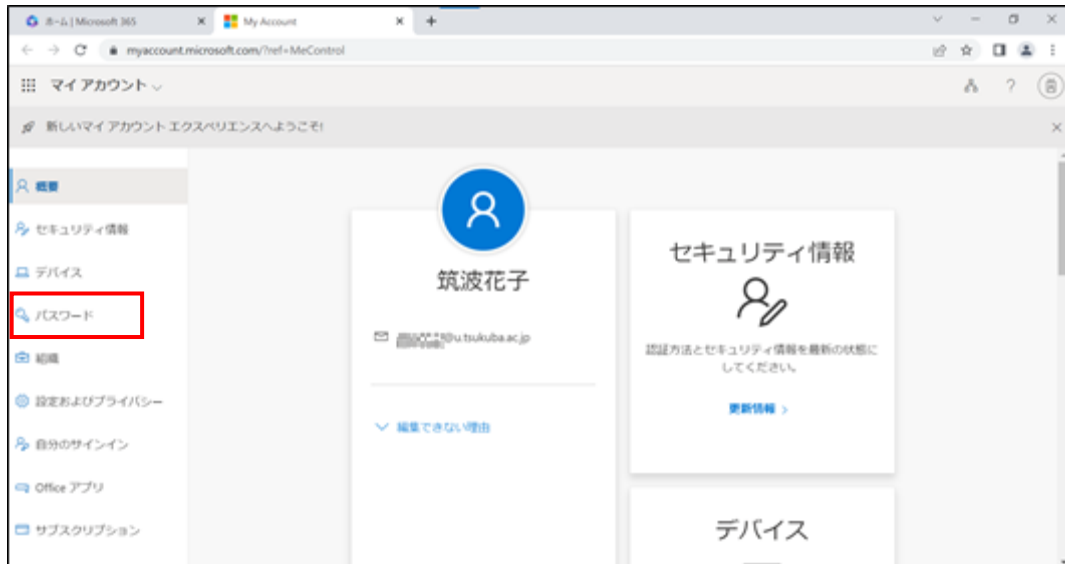 ホーム | Microsoft 365
My Account
myaccount.microsoft.com/?ref=MeControl
マイ アカウント
?
新しいマイ アカウント エクスペリエンスへようこそ!
概要
セキュリティ情報
デバイス
パスワード
組織
設定およびプライバシー
自分のサインイン
Office アプリ
サブスクリプション
筑波花子
@u.tsukuba.ac.jp
編集できない理由
セキュリティ情報
認証方法とセキュリティ情報を最新の状態に
してください。
更新情報 >
デバイス